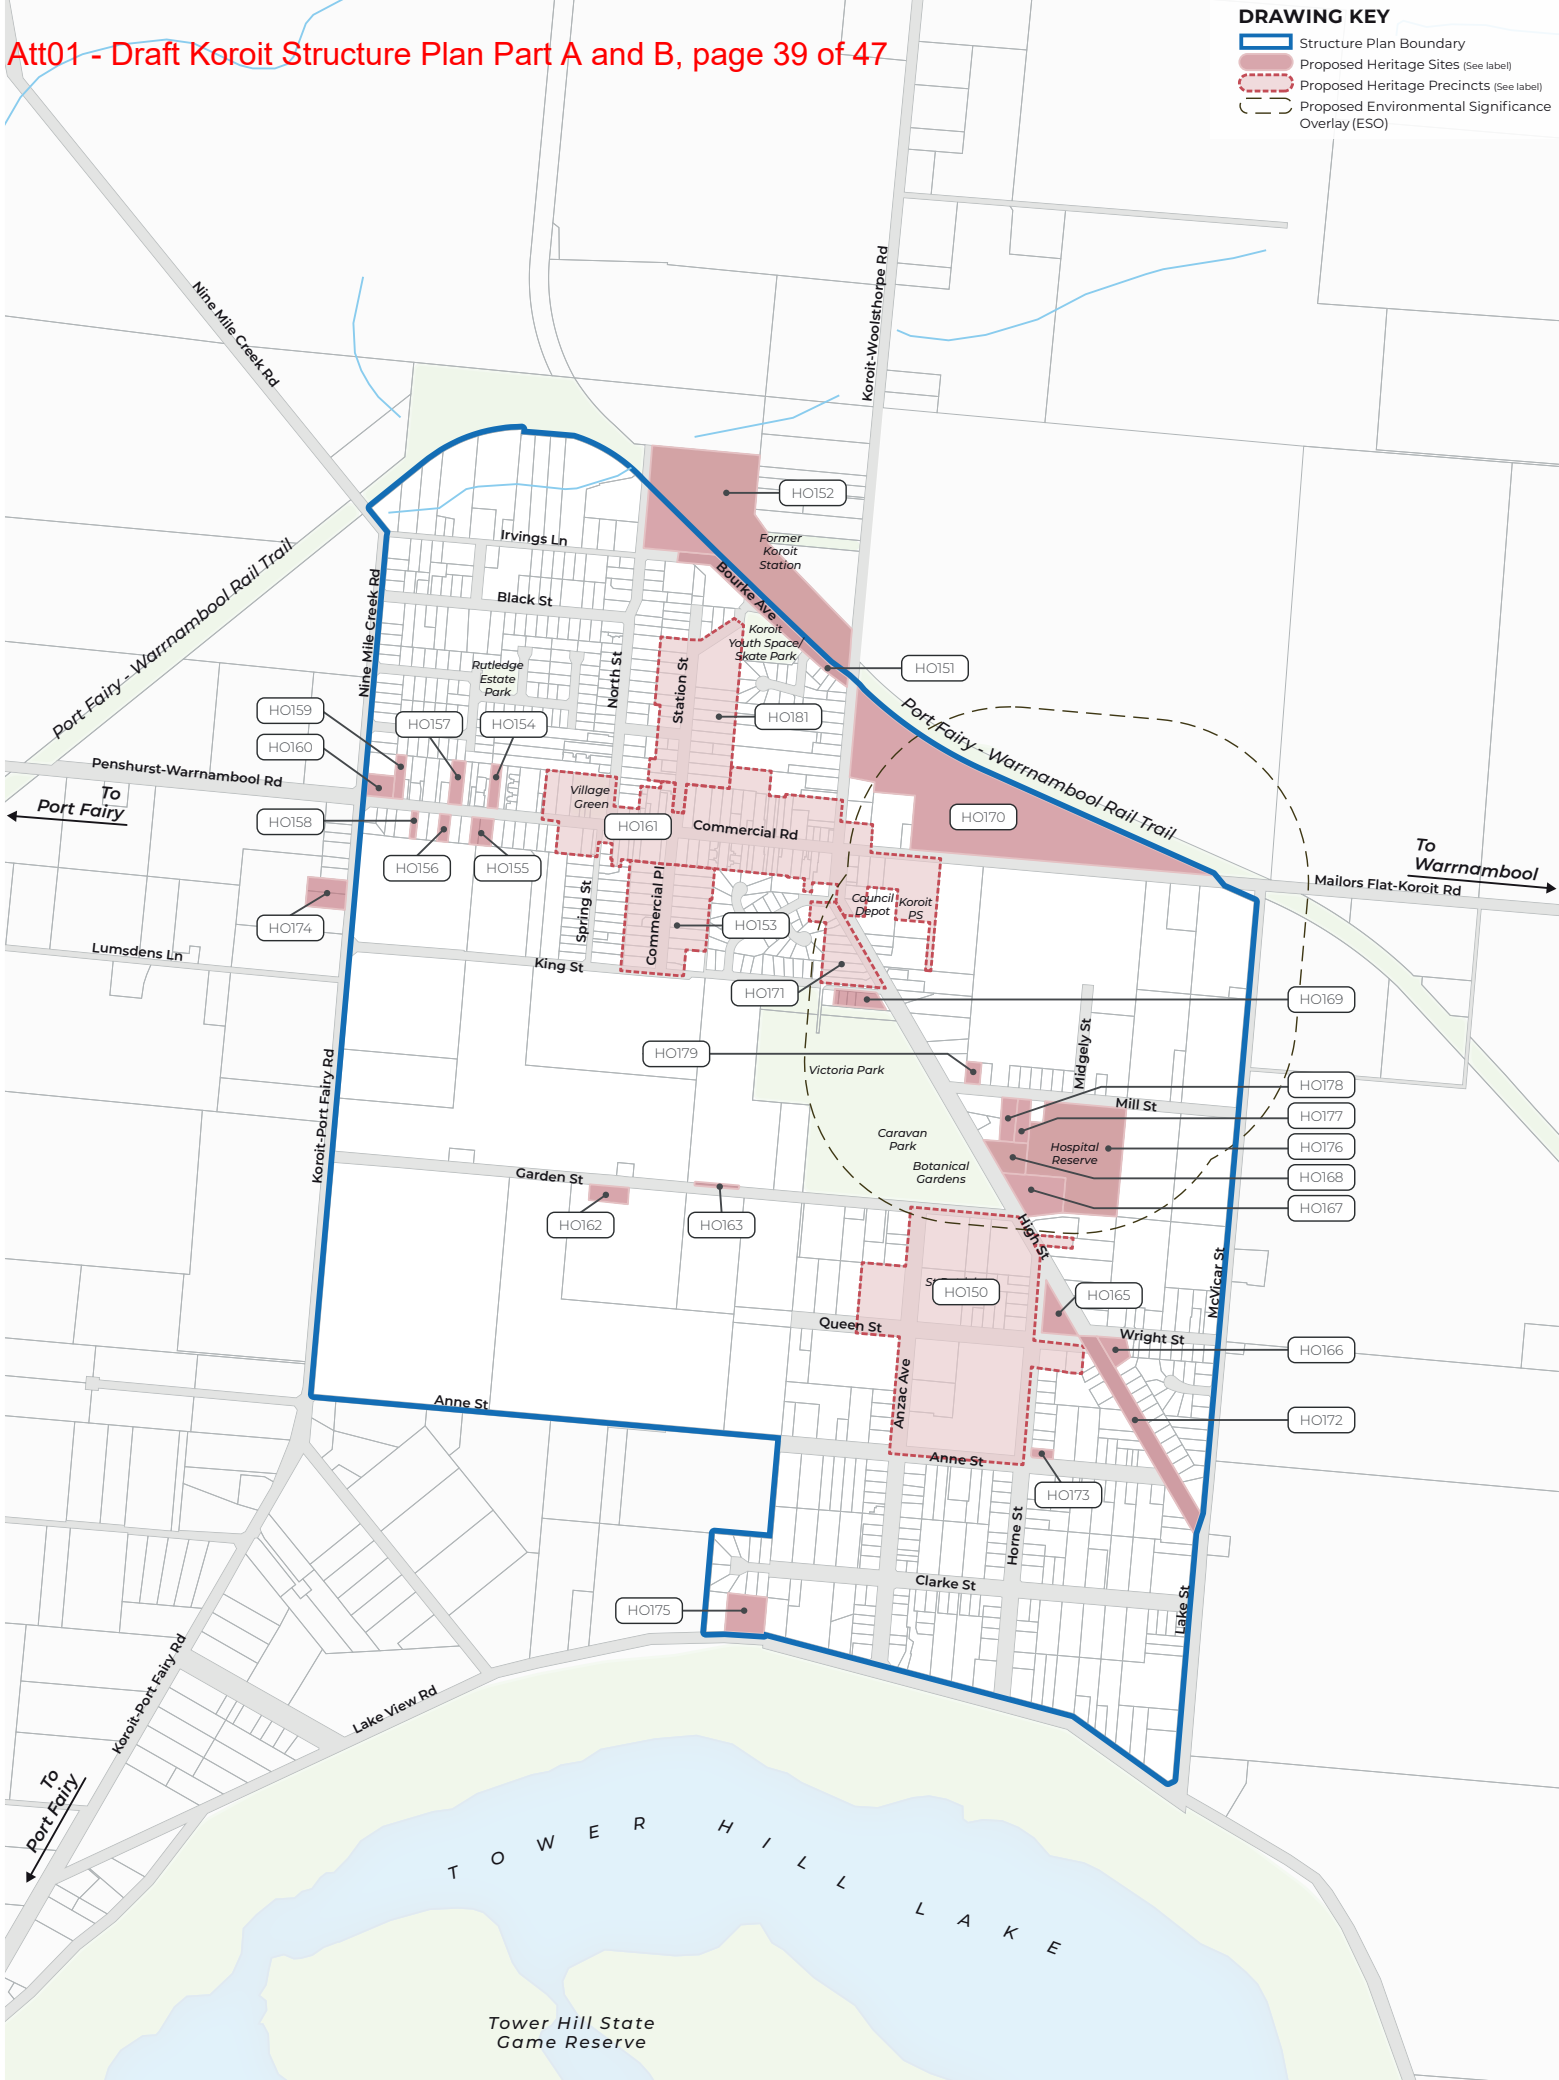 Att01 - Draft Koroit Structure Plan Part A and B, page 39 of 47
DRAWING KEY
Structure Plan Boundary
Proposed Heritage Sites (See label)
Proposed Heritage Precincts (See label)
Proposed Environmental Significance
Overlay (ESO)
Nine Mile Creek Rd
Koroit-Woolsthorpe Rd
HO152
Former
Koroit
Station
Irvings Ln
Bourke Ave
Black St
Port Fairy - Warrnambool Rail Trail
Nine Mile Creek Rd
Koroit
Youth Space/
Skate Park
Rutledge
Estate
Park
North St
Station St
HO151
HO159
HO157
HO154
HO181
Port Fairy - Warrnambool Rail Trail
HO160
Penshurst-Warrnambool Rd
To
Port Fairy
Village
Green
HO158
HO161
Commercial Rd
HO170
To
Warrnambool
HO156
HO155
Mailors Flat-Koroit Rd
HO174
Spring St
Commercial Pl
HO153
Council
Depot
Koroit
PS
Lumsdens Ln
King St
HO171
HO169
HO179
Victoria Park
Midgely St
Koroit-Port Fairy Rd
HO178
Mill St
HO177
Caravan
Park
Hospital
Reserve
HO176
Botanical
Gardens
HO168
Garden St
HO167
HO162
HO163
High St
HO150
HO165
McVicar St
Queen St
Wright St
HO166
Anzac Ave
Anne St
HO172
Anne St
HO173
Horne St
Clarke St
HO175
Lake St
Koroit-Port Fairy Rd
Lake View Rd
To
Port Fairy
TOWER HILL LAKE
Tower Hill State
Game Reserve